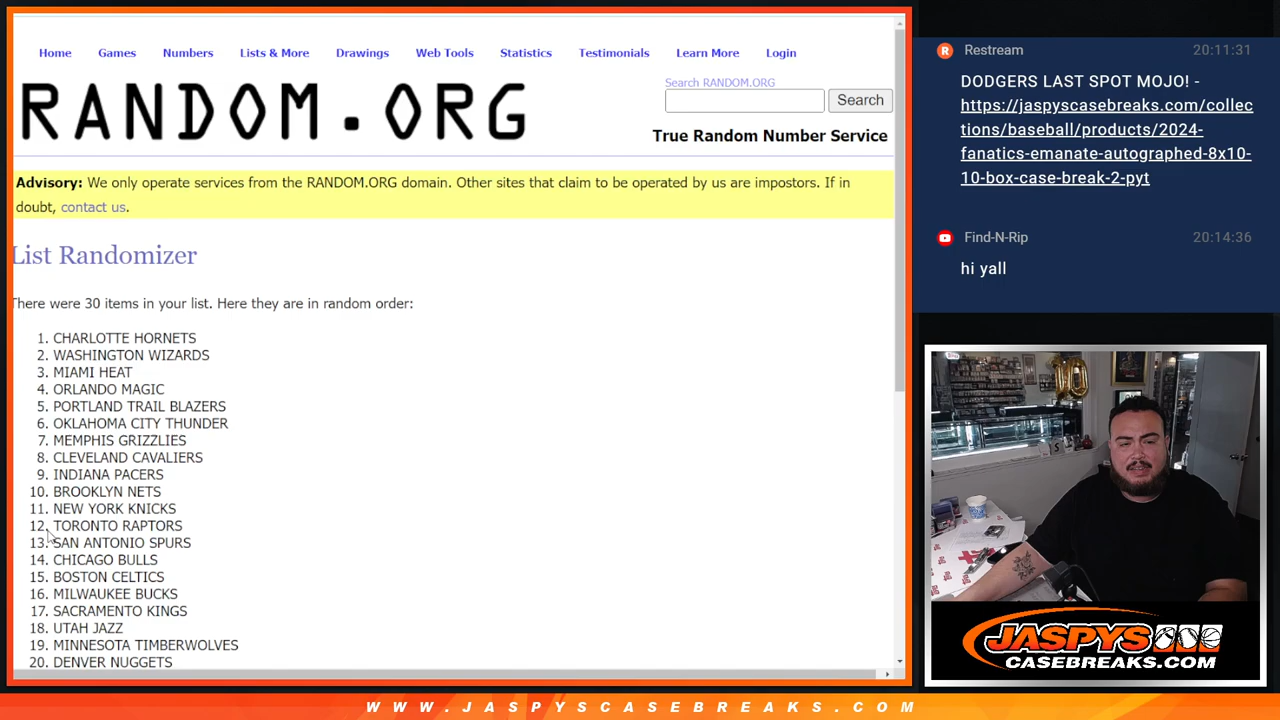 Home Games Numbers Lists & More Drawings Web Tools Statistics Testimonials Learn More Login
RANDOM.ORG
Search RANDOM.ORG
Search
True Random Number Service
Advisory: We only operate services from the RANDOM.ORG domain. Other sites that claim to be operated by us are impostors. If in
doubt, contact us.
List Randomizer
There were 30 items in your list. Here they are in random order:
1. CHARLOTTE HORNETS
2. WASHINGTON WIZARDS
3. MIAMI HEAT
4. ORLANDO MAGIC
5. PORTLAND TRAIL BLAZERS
6. OKLAHOMA CITY THUNDER
7. MEMPHIS GRIZZLIES
8. CLEVELAND CAVALIERS
9. INDIANA PACERS
10. BROOKLYN NETS
11. NEW YORK KNICKS
12. TORONTO RAPTORS
13. SAN ANTONIO SPURS
14. CHICAGO BULLS
15. BOSTON CELTICS
16. MILWAUKEE BUCKS
17. SACRAMENTO KINGS
18. UTAH JAZZ
19. MINNESOTA TIMBERWOLVES
20. DENVER NUGGETS
Restream 20:11:31
DODGERS LAST SPOT MOJO! -
https://jaspyscasebreaks.com/collec
tions/baseball/products/2024-
fanatics-emanate-autographed-8x10-
10-box-case-break-2-pyt
Find-N-Rip 20:14:36
hi yall
10
JASPYS
CASEBREAKS.COM
WWW.JASPYSCASEBREAKS.COM